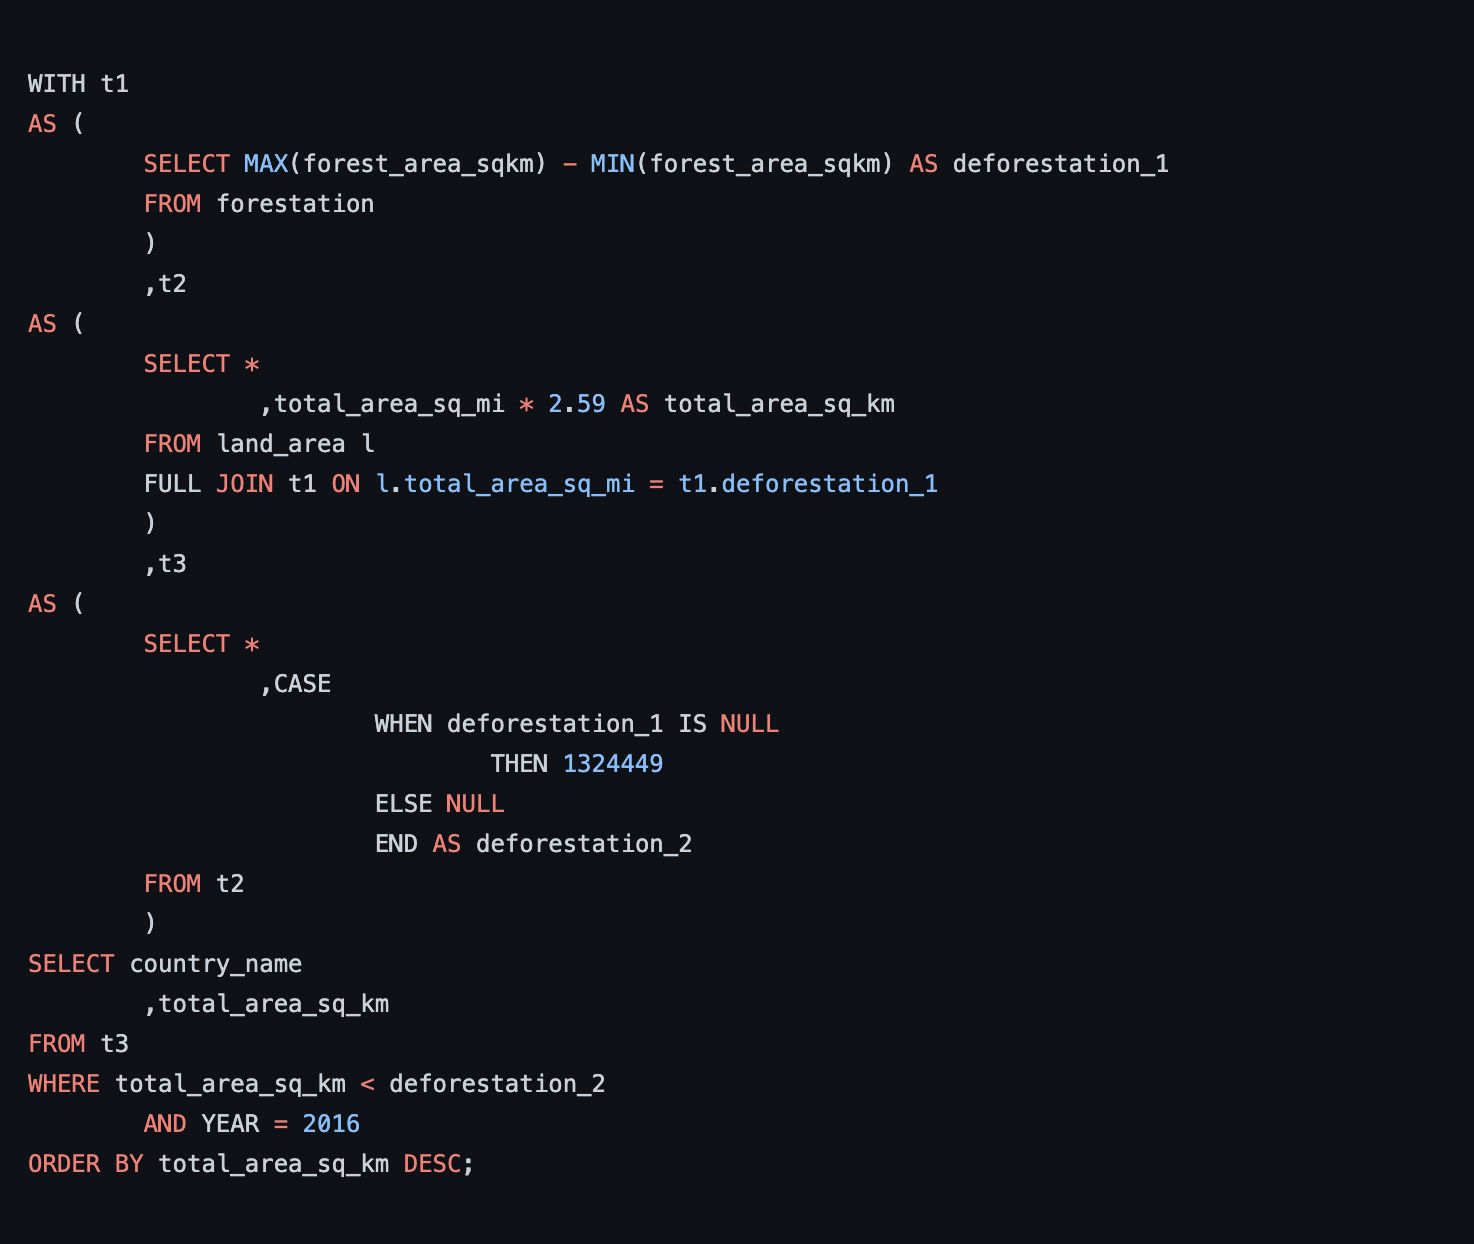 WITH t1
AS (
        SELECT MAX(forest_area_sqkm) - MIN(forest_area_sqkm) AS deforestation_1
        FROM forestation
        )
        ,t2
AS (
        SELECT *
                ,total_area_sq_mi * 2.59 AS total_area_sq_km
        FROM land_area l
        FULL JOIN t1 ON l.total_area_sq_mi = t1.deforestation_1
        )
        ,t3
AS (
        SELECT *
                ,CASE
                        WHEN deforestation_1 IS NULL
                                THEN 1324449
                        ELSE NULL
                        END AS deforestation_2
        FROM t2
        )
SELECT country_name
        ,total_area_sq_km
FROM t3
WHERE total_area_sq_km < deforestation_2
        AND YEAR = 2016
ORDER BY total_area_sq_km DESC;